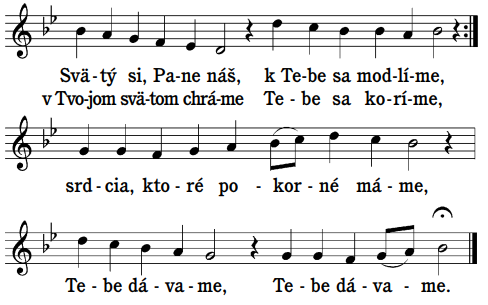 Svä-tý si, Pa-ne náš, k Te-be sa mod-lí-me,
v Tvo-jom svä-tom chrá-me Te-be sa ko-rí-me,
srd-cia, kto-ré po-kor-né má-me,
Te-be dá-va-me, Te-be dá-va-me.